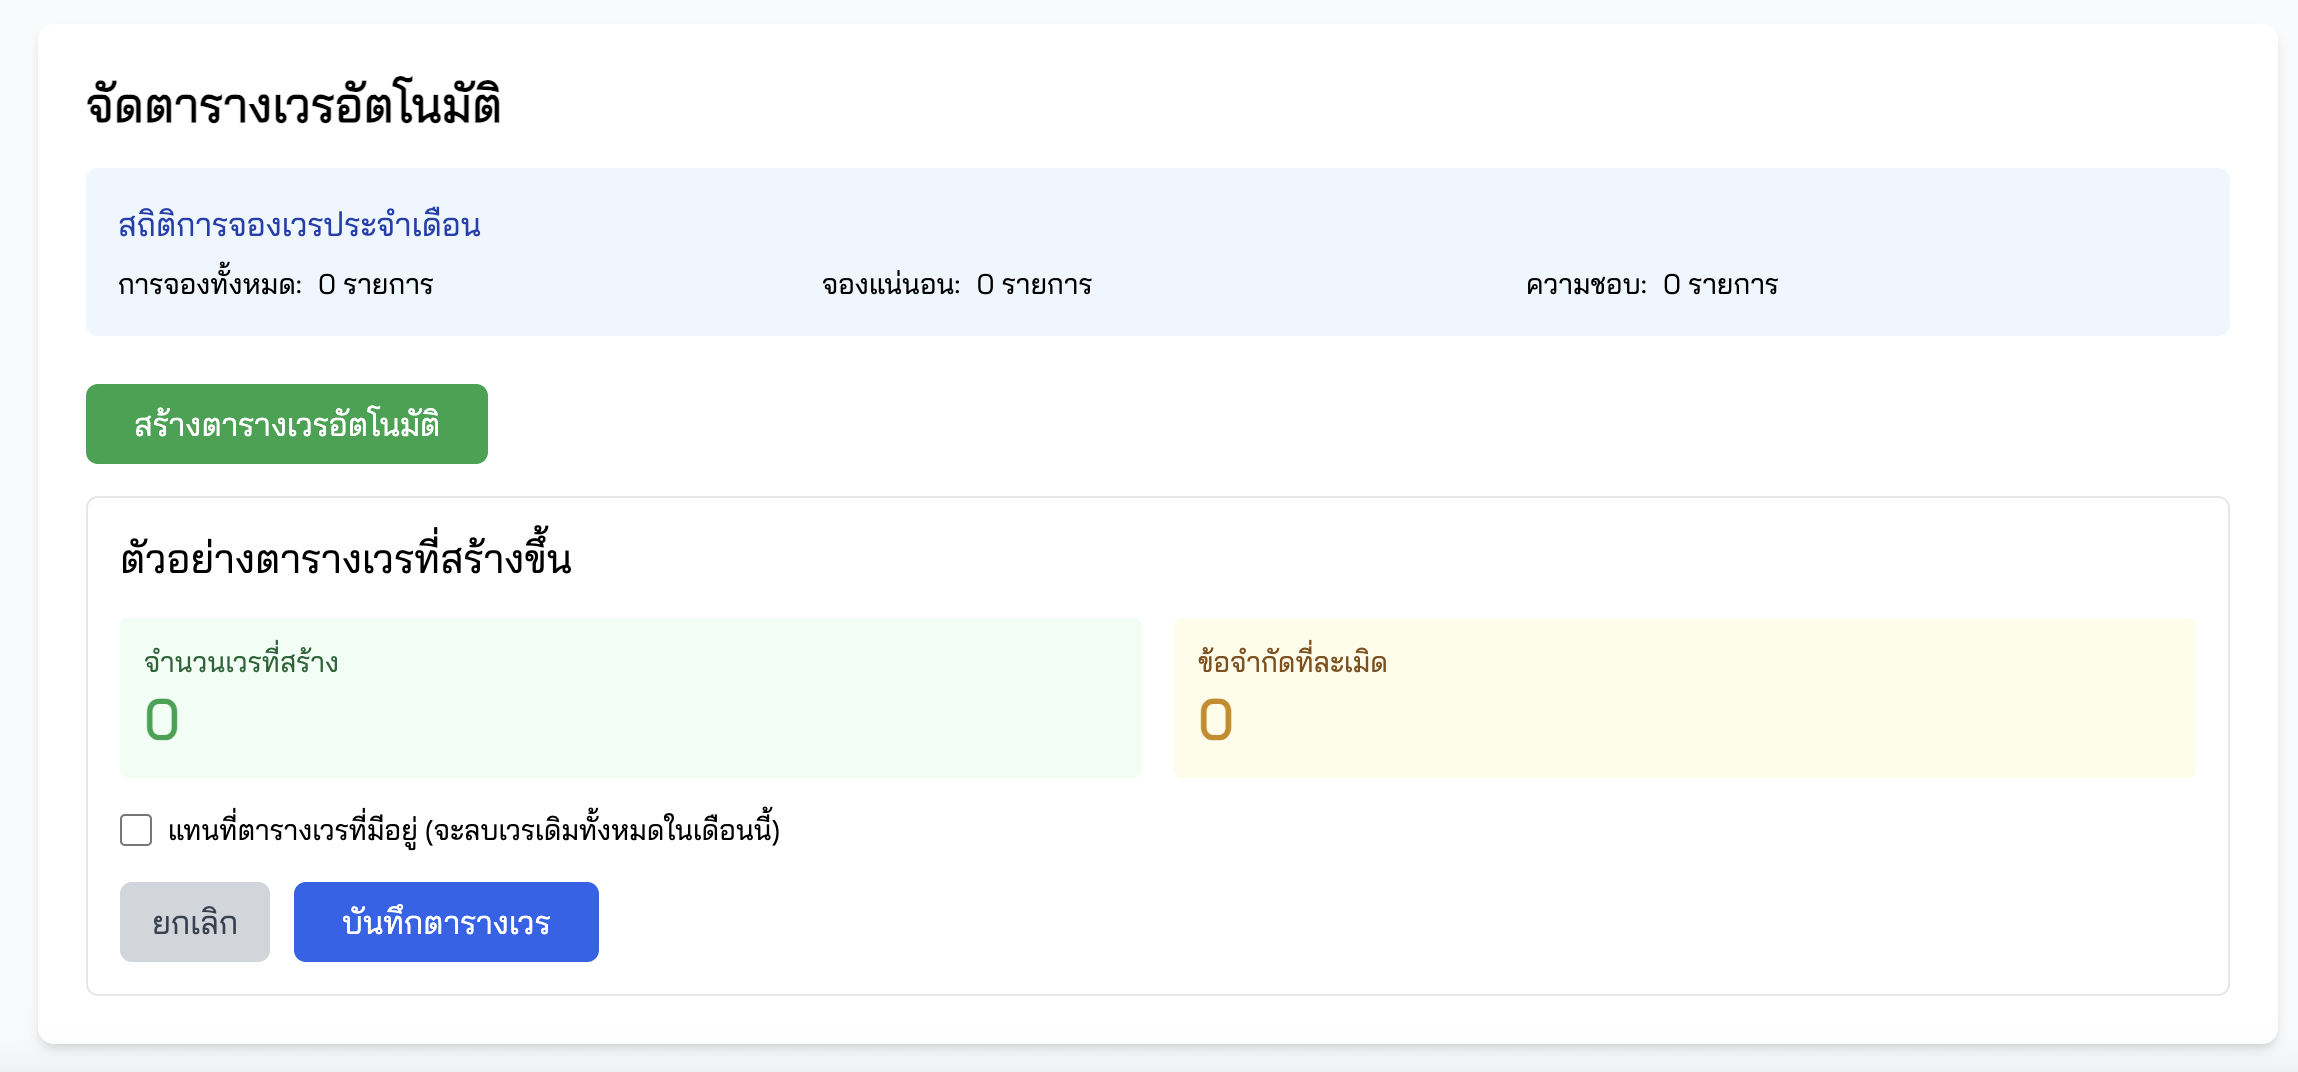 จัดตารางเวรอัตโนมัติ
สถิติการจองเวรประจำเดือน
การจองทั้งหมด: 0 รายการ
จองแน่นอน: 0 รายการ
ความชอบ: 0 รายการ
สร้างตารางเวรอัตโนมัติ
ตัวอย่างตารางเวรที่สร้างขึ้น
จำนวนเวรที่สร้าง
0
ข้อจำกัดที่ละเมิด
0
แทนที่ตารางเวรที่มีอยู่ (จะลบเวรเดิมทั้งหมดในเดือนนี้)
ยกเลิก
บันทึกตารางเวร